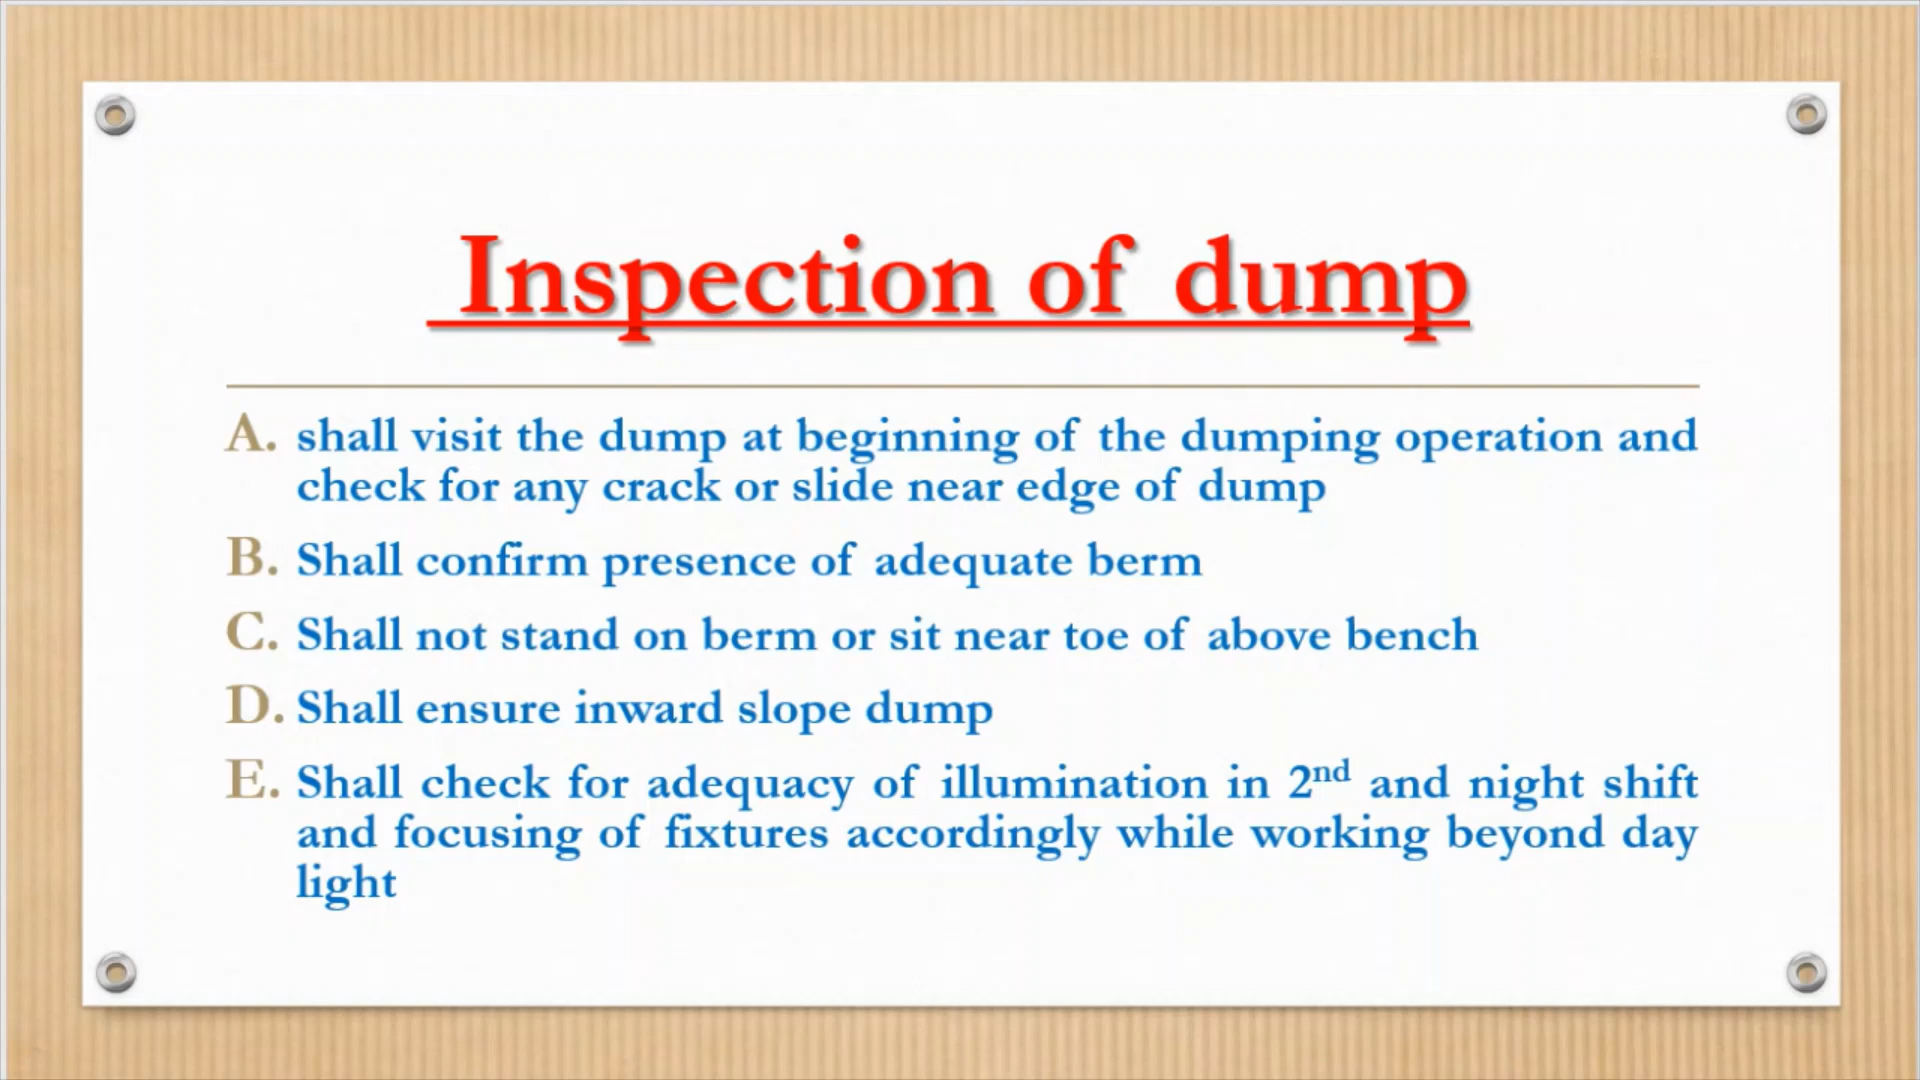 Inspection of dump
A. shall visit the dump at beginning of the dumping operation and
check for any crack or slide near edge of dump
B. Shall confirm presence of adequate berm
C. Shall not stand on berm or sit near toe of above bench
D. Shall ensure inward slope dump
E. Shall check for adequacy of illumination in 2nd and night shift
and focusing of fixtures accordingly while working beyond day
light